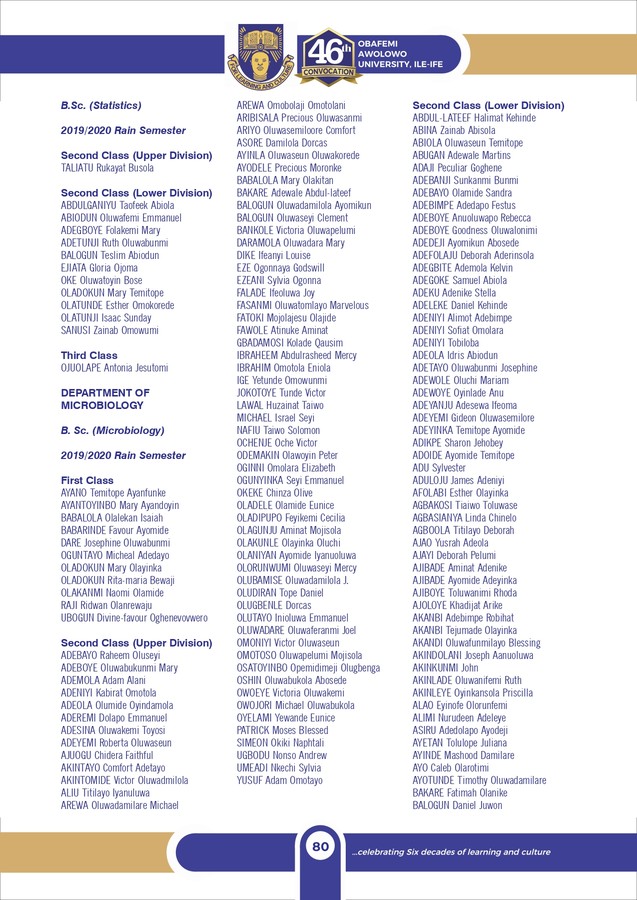 46th
CONVOCATION
OBAFEMI
AWOLOWO
UNIVERSITY, ILE-IFE
FOR LEARNING AND CULTURE
B.Sc. (Statistics)
2019/2020 Rain Semester
Second Class (Upper Division)
TALIATU Rukayat Busola
Second Class (Lower Division)
ABDULGANIYU Taofeek Abiola
ABIODUN Oluwafemi Emmanuel
ADEGBOYE Folakemi Mary
ADETUNJI Ruth Oluwabunmi
BALOGUN Teslim Abiodun
EJIATA Gloria Ojoma
OKE Oluwatoyin Bose
OLADOKUN Mary Temitope
OLATUNDE Esther Omokorede
OLATUNJI Isaac Sunday
SANUSI Zainab Omowumi
Third Class
OJUOLAPE Antonia Jesutomi
DEPARTMENT OF
MICROBIOLOGY
B. Sc. (Microbiology)
2019/2020 Rain Semester
First Class
AYANO Temitope Ayanfunke
AYANTOYINBO Mary Ayandoyin
BABALOLA Olalekan Isaiah
BABARINDE Favour Ayomide
DARE Josephine Oluwabunmi
OGUNTAYO Micheal Adedayo
OLADOKUN Mary Olayinka
OLADOKUN Rita-maria Bewaji
OLAKANMI Naomi Olamide
RAJI Ridwan Olanrewaju
UBOGUN Divine-favour Oghenevovwero
Second Class (Upper Division)
ADEBAYO Raheem Oluseyi
ADEBOYE Oluwabukunmi Mary
ADEMOLA Adam Alani
ADENIYI Kabirat Omotola
ADEOLA Olumide Oyindamola
ADEREMI Dolapo Emmanuel
ADESINA Oluwakemi Toyosi
ADEYEMI Roberta Oluwaseun
AJUOGU Chidera Faithful
AKINTAYO Comfort Adetayo
AKINTOMIDE Victor Oluwadmilola
ALIU Titilayo Iyanuluwa
AREWA Oluwadamilare Michael
AREWA Omobolaji Omotolani
ARIBISALA Precious Oluwasanmi
ARIYO Oluwasemiloore Comfort
ASORE Damilola Dorcas
AYINLA Oluwaseun Oluwakorede
AYODELE Precious Moronke
BABALOLA Mary Olakitan
BAKARE Adewale Abdul-lateef
BALOGUN Oluwadamilola Ayomikun
BALOGUN Oluwaseyi Clement
BANKOLE Victoria Oluwapelumi
DARAMOLA Oluwadara Mary
DIKE Ifeanyi Louise
EZE Ogonnaya Godswill
EZEANI Sylvia Ogonna
FALADE Ifeoluwa Joy
FASANMI Oluwatomlayo Marvelous
FATOKI Mojolajesu Olajide
FAWOLE Atinuke Aminat
GBADAMOSI Kolade Qausim
IBRAHEEM Abdulrasheed Mercy
IBRAHIM Omotola Eniola
IGE Yetunde Omowunmi
JOKOTOYE Tunde Victor
LAWAL Huzainat Taiwo
MICHAEL Israel Seyi
NAFIU Taiwo Solomon
OCHENJE Oche Victor
ODEMAKIN Olawoyin Peter
OGINNI Omolara Elizabeth
OGUNYINKA Seyi Emmanuel
OKEKE Chinza Olive
OLADELE Olamide Eunice
OLADIPUPO Feyikemi Cecilia
OLAGUNJU Aminat Mojisola
OLAKUNLE Olayinka Oluchi
OLANIYAN Ayomide Iyanuoluwa
OLORUNWUMI Oluwaseyi Mercy
OLUBAMISE Oluwadamilola J.
OLUDIRAN Tope Daniel
OLUGBENLE Dorcas
OLUTAYO Inioluwa Emmanuel
OLUWADARE Oluwaferanmi Joel
OMONIYI Victor Oluwaseun
OMOTOSO Oluwapelumi Mojisola
OSATOYINBO Opemidimeji Olugbenga
OSHIN Oluwabukola Abosede
OWOEYE Victoria Oluwakemi
OWOJORI Michael Oluwabukola
OYELAMI Yewande Eunice
PATRICK Moses Blessed
SIMEON Okiki Naphtali
UGBODU Nonso Andrew
UMEADI Nkechi Sylvia
YUSUF Adam Omotayo
Second Class (Lower Division)
ABDUL-LATEEF Halimat Kehinde
ABINA Zainab Abisola
ABIOLA Oluwaseun Temitope
ABUGAN Adewale Martins
ADAJI Peculiar Goghene
ADEBANJI Sunkanmi Bunmi
ADEBAYO Olamide Sandra
ADEBIMPE Adedapo Festus
ADEBOYE Anuoluwapo Rebecca
ADEBOYE Goodness Oluwalonimi
ADEDEJI Ayomikun Abosede
ADEFOLAJU Deborah Aderinsola
ADEGBITE Ademola Kelvin
ADEGOKE Samuel Abiola
ADEKU Adenike Stella
ADELEKE Daniel Kehinde
ADENIYI Alimot Adebimpe
ADENIYI Sofiat Omolara
ADENIYI Tobiloba
ADEOLA Idris Abiodun
ADETAYO Oluwabunmi Josephine
ADEWOLE Oluchi Mariam
ADEWOYE Oyinlade Anu
ADEYANJU Adesewa Ifeoma
ADEYEMI Gideon Oluwasemilore
ADEYINKA Temitope Ayomide
ADIKPE Sharon Jehobey
ADOIDE Ayomide Temitope
ADU Sylvester
ADULOJU James Adeniyi
AFOLABI Esther Olayinka
AGBAKOSI Tiaiwo Toluwase
AGBASIANYA Linda Chinelo
AGBOOLA Titilayo Deborah
AJAO Yusrah Adeola
AJAYI Deborah Pelumi
AJIBADE Aminat Adenike
AJIBADE Ayomide Adeyinka
AJIBOYE Toluwanimi Rhoda
AJOLOYE Khadijat Arike
AKANBI Adebimpe Robihat
AKANBI Tejumade Olayinka
AKANDI Oluwafunmilayo Blessing
AKINDOLANI Joseph Aanuoluwa
AKINKUNMI John
AKINLADE Oluwanifemi Ruth
AKINLEYE Oyinkansola Priscilla
ALAO Eyinofe Olorunfemi
ALIMI Nurudeen Adeleye
ASIRU Adedolapo Ayodeji
AYETAN Tolulope Juliana
AYINDE Mashood Damilare
AYO Caleb Olarotimi
AYOTUNDE Timothy Oluwadamilare
BAKARE Fatimah Olanike
BALOGUN Daniel Juwon
80
...celebrating Six decades of learning and culture